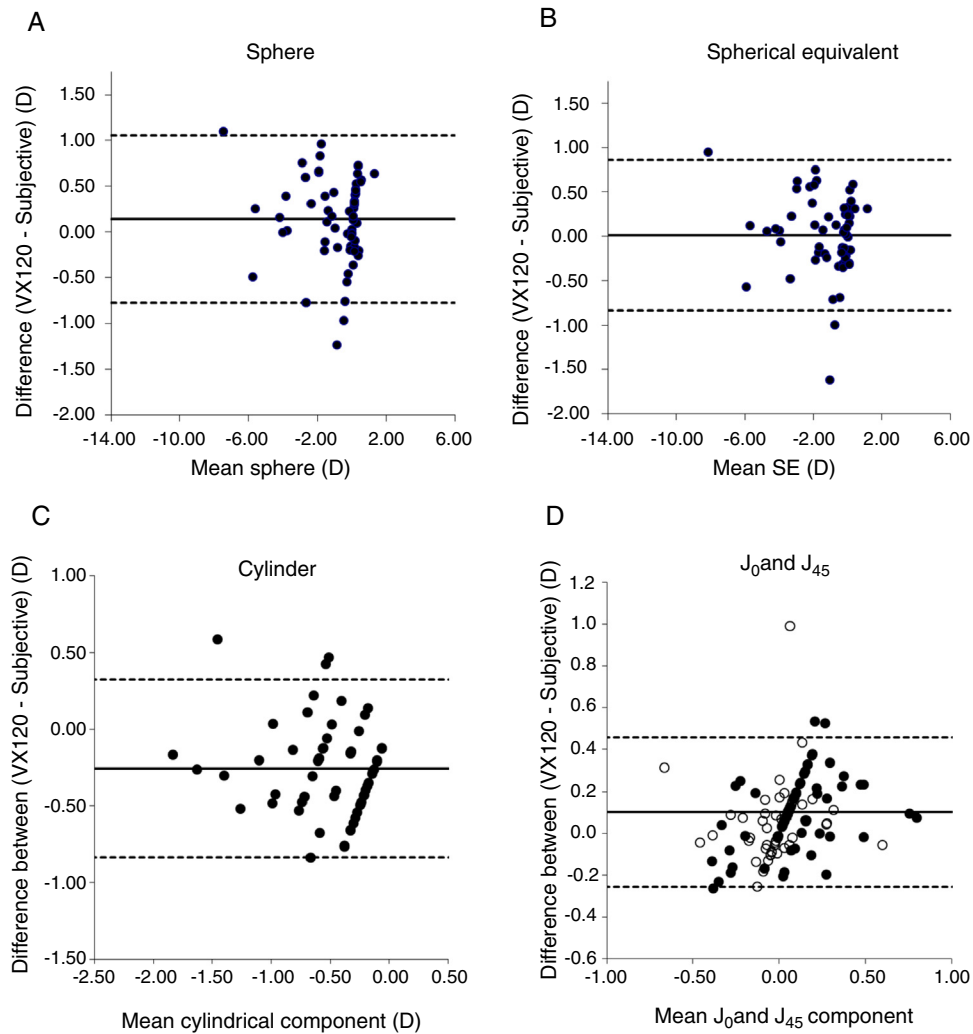 A
Sphere
Difference (VX120 - Subjective) (D)
1.50
1.00
0.50
0.00
-0.50
-1.00
-1.50
-2.00
-14.00 -10.00 -6.00 -2.00 2.00 6.00
Mean sphere (D)
B
Spherical equivalent
Difference (VX120 - Subjective) (D)
1.50
1.00
0.50
0.00
-0.50
-1.00
-1.50
-2.00
-14.00 -10.00 -6.00 -2.00 2.00 6.00
Mean SE (D)
C
Cylinder
Difference between (VX120 - Subjective) (D)
1.00
0.50
0.00
-0.50
-1.00
-1.50
-2.50 -2.00 -1.50 -1.00 -0.50 0.00 0.50
Mean cylindrical component (D)
D
J0and J45
Difference between (VX120 - Subjective) (D)
1.2
1.0
0.8
0.6
0.4
0.2
0.0
-0.2
-0.4
-0.6
-1.00 -0.50 0.00 0.50 1.00
Mean J0and J45 component